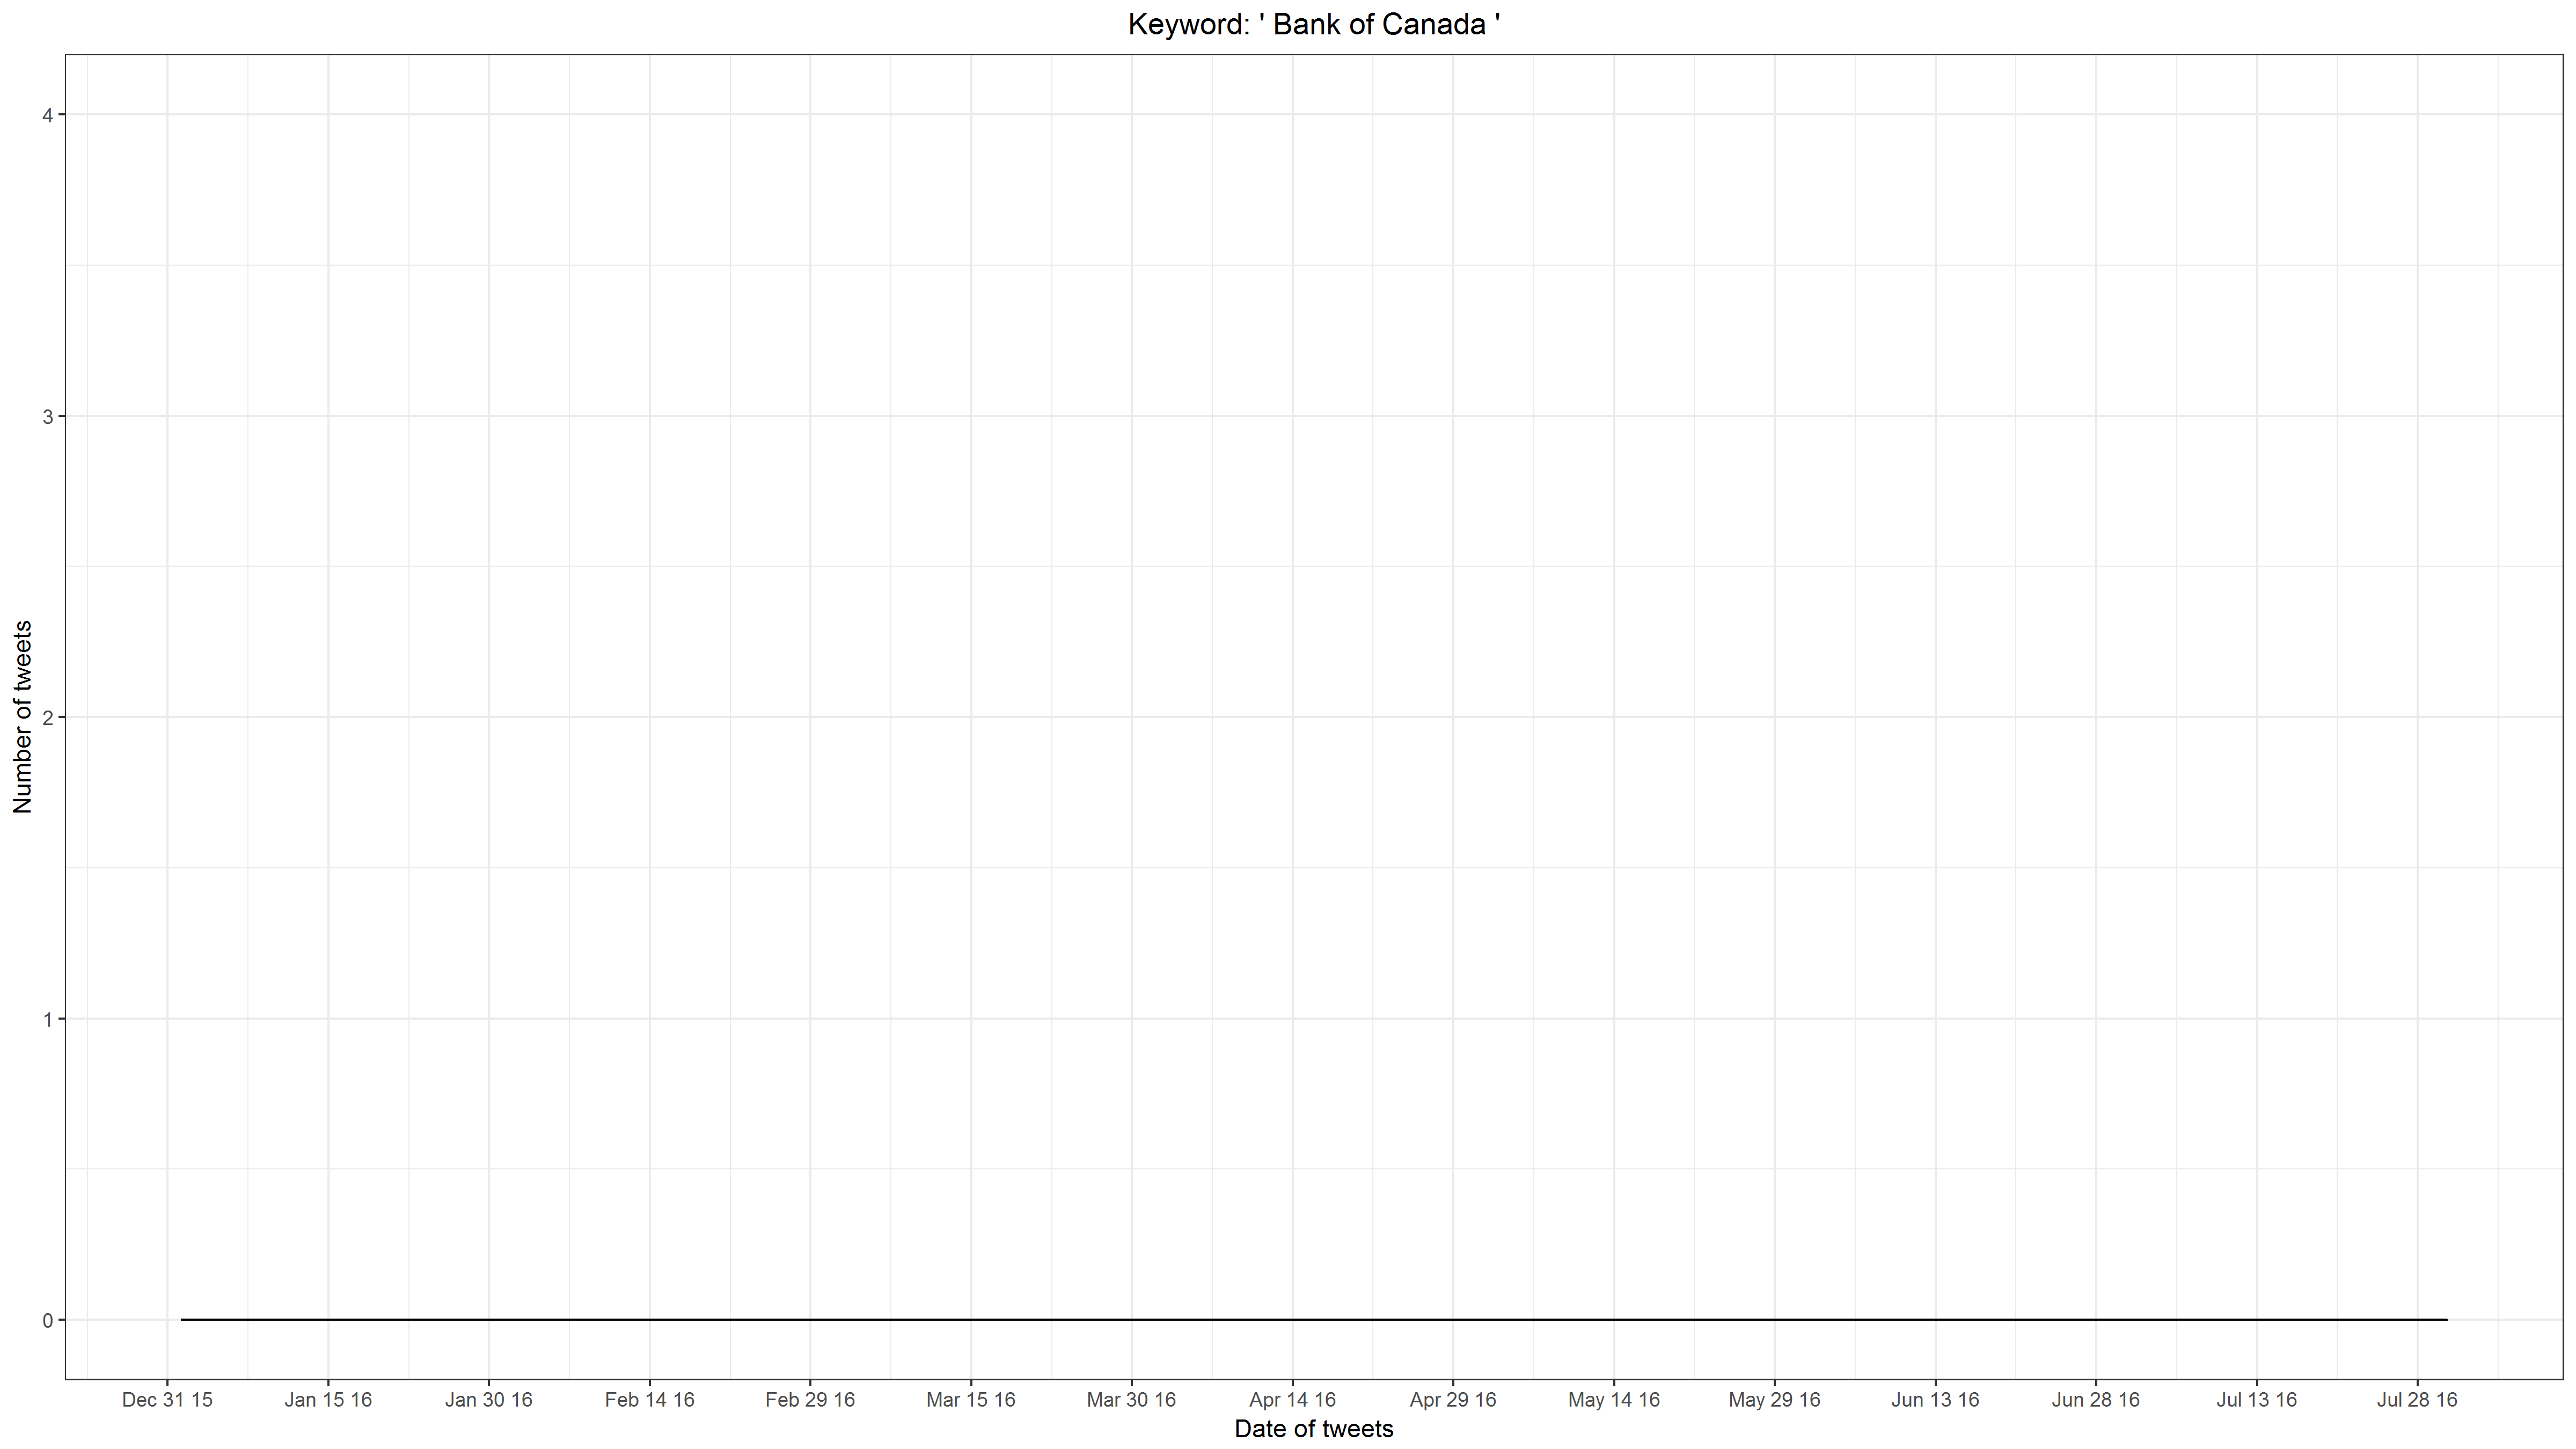 Keyword: ' Bank of Canada '
Number of tweets
4
3
2
1
0
Dec 31 15 Jan 15 16 Jan 30 16 Feb 14 16 Feb 29 16 Mar 15 16 Mar 30 16 Apr 14 16 Apr 29 16 May 14 16 May 29 16 Jun 13 16 Jun 28 16 Jul 13 16 Jul 28 16
Date of tweets